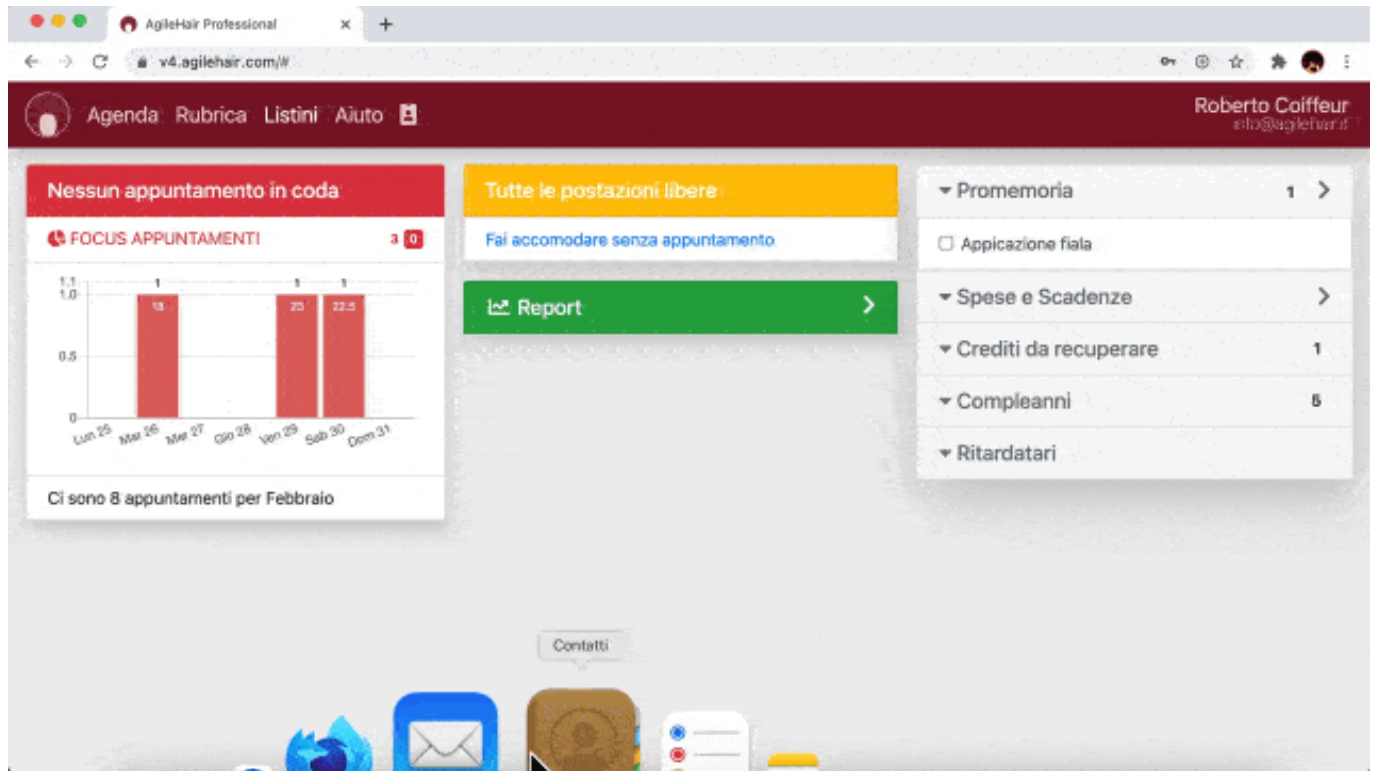 AgileHair Professional
v4.agilehair.com/#
Agenda Rubrica Listini Aiuto
Roberto Coiffeur
Nessun appuntamento in coda
FOCUS APPUNTAMENTI 3 0
1.1
1.0
0.5
0
1 1 1
18 23 22.5
Lun 25 Mar 26 Mer 27 Gio 28 Ven 29 Sab 30 Dom 31
Ci sono 8 appuntamenti per Febbraio
Tutte le postazioni libere
Fai accomodare senza appuntamento
Report
Promemoria 1
Appicazione fiala
Spese e Scadenze
Crediti da recuperare 1
Compleanni 5
Ritardatari
Contatti